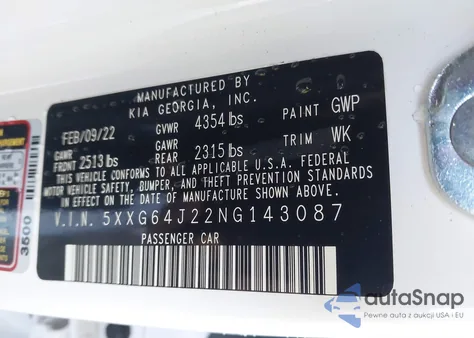 MANUFACTURED BY
KIA GEORGIA, INC.
FEB/09/22 GVWR 4354 lbs PAINT GWP
GAWR FRONT 2513 lbs GAWR REAR 2315 lbs TRIM WK
THIS VEHICLE CONFORMS TO ALL APPLICABLE U.S.A. FEDERAL
MOTOR VEHICLE SAFETY, BUMPER, AND THEFT PREVENTION STANDARDS
IN EFFECT ON THE DATE OF MANUFACTURE SHOWN ABOVE.
V.I.N. 5XXG64J22NG143087
PASSENGER CAR
3500
autoSnap
Pewne auta z aukcji USA i EU